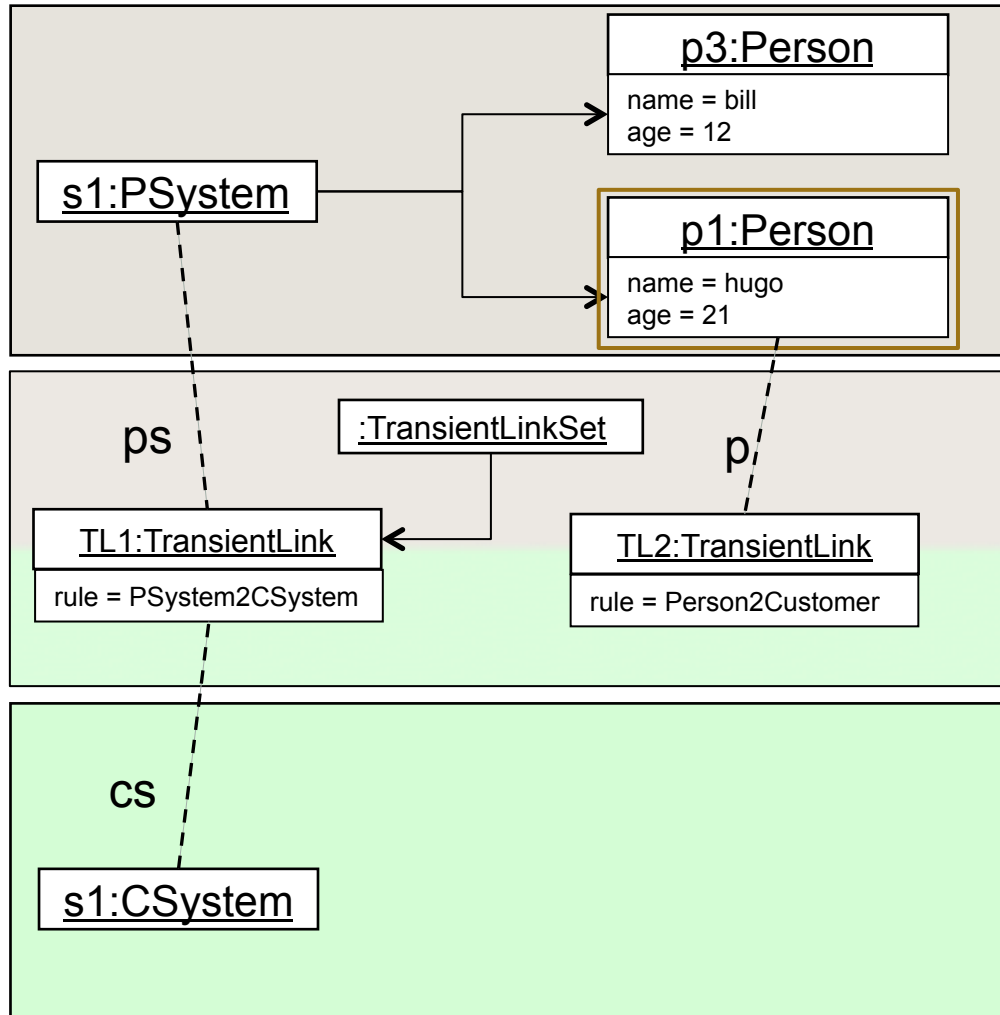 p3:Person
name = bill
age = 12
s1:PSystem
p1:Person
name = hugo
age = 21
:TransientLinkSet
ps
p
TL1:TransientLink
rule = PSystem2CSystem
TL2:TransientLink
rule = Person2Customer
cs
s1:CSystem